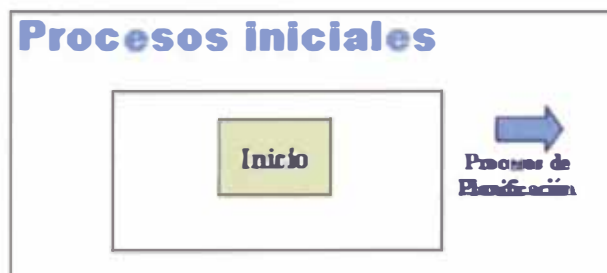 Procesos iniciales
Inicio
Procesos de
Planificación